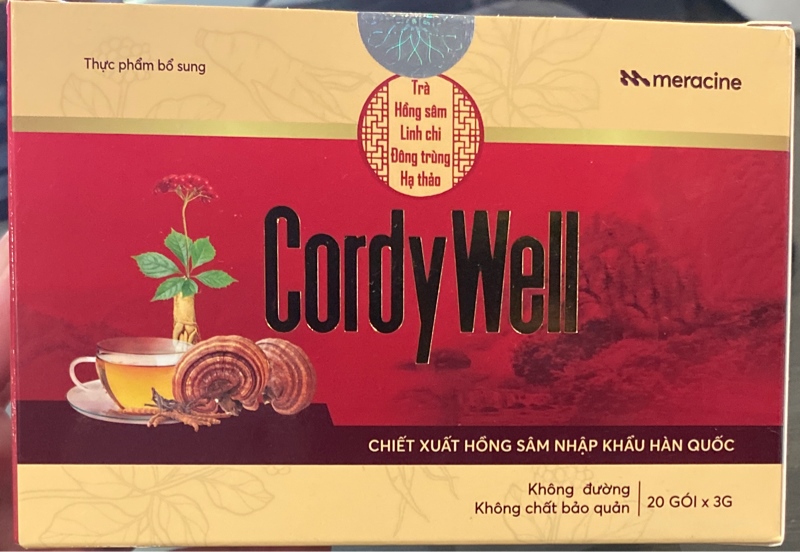 Thực phẩm bổ sung
meracine
Trà
Hồng sâm
Linh chi
Đông trùng
Hạ thảo
CordyWell
CHIẾT XUẤT HỒNG SÂM NHẬP KHẨU HÀN QUỐC
Không đường
Không chất bảo quản
20 GÓI x 3G